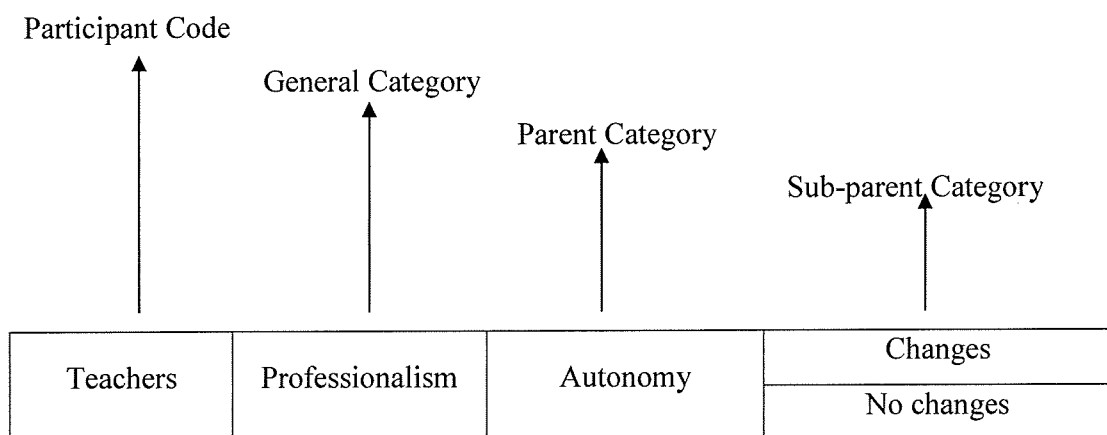 Participant Code
General Category
Parent Category
Sub-parent Category
Teachers
Professionalism
Autonomy
Changes
No changes